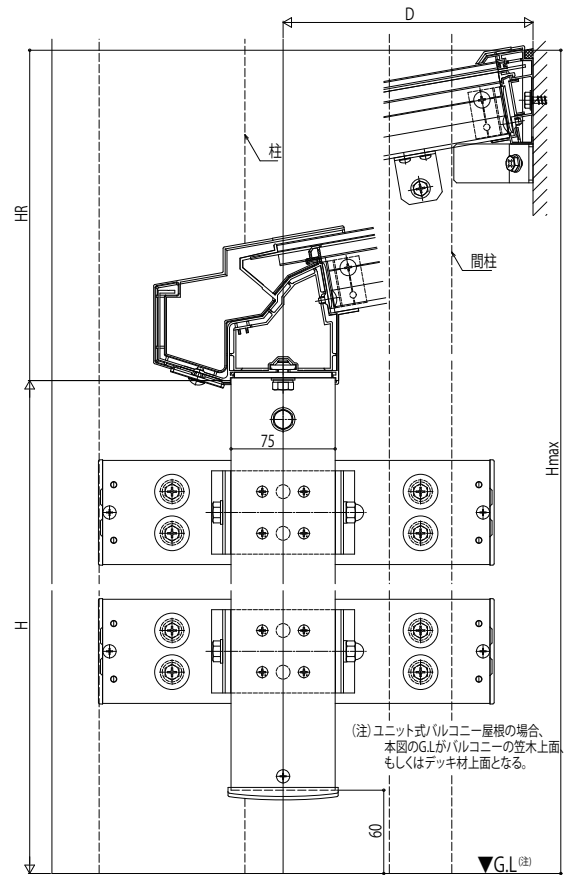 D
柱
HR
間柱
75
Hmax
H
(注)ユニット式バルコニー屋根の場合、
本図のG.Lがバルコニーの笠木上面、
もしくはデッキ材上面となる。
60
▼G.L(注)